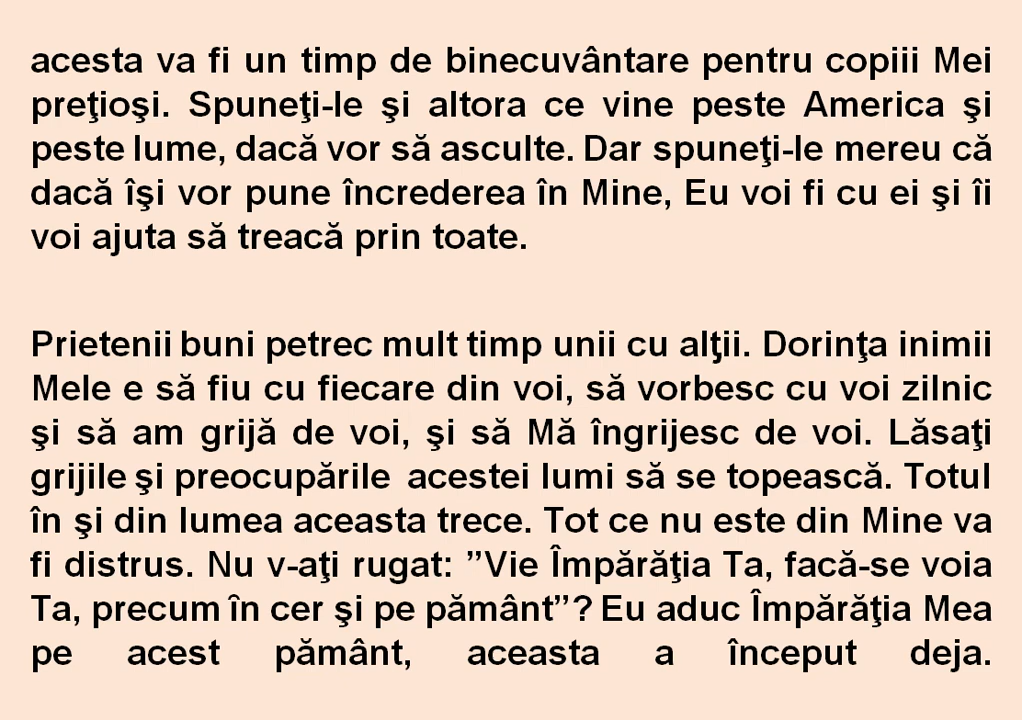 acesta va fi un timp de binecuvântare pentru copiii Mei
preţioşi. Spuneţi-le şi altora ce vine peste America şi
peste lume, dacă vor să asculte. Dar spuneţi-le mereu că
dacă îşi vor pune încrederea în Mine, Eu voi fi cu ei şi îi
voi ajuta să treacă prin toate.
Prietenii buni petrec mult timp unii cu alţii. Dorinţa inimii
Mele e să fiu cu fiecare din voi, să vorbesc cu voi zilnic
şi să am grijă de voi, şi să Mă îngrijesc de voi. Lăsaţi
grijile şi preocupările acestei lumi să se topească. Totul
în şi din lumea aceasta trece. Tot ce nu este din Mine va
fi distrus. Nu v-aţi rugat: ”Vie Împărăţia Ta, facă-se voia
Ta, precum în cer şi pe pământ”? Eu aduc Împărăţia Mea
pe acest pământ, aceasta a început deja.